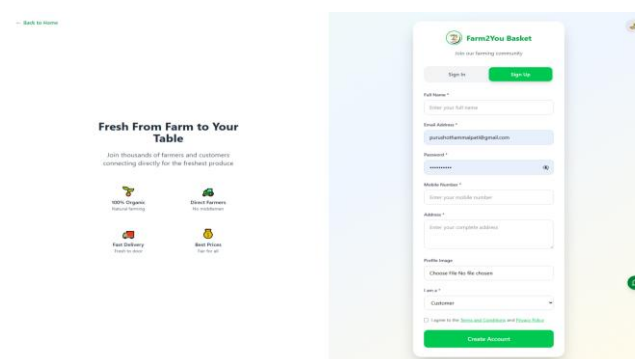 ← Back to Home
Fresh From Farm to Your
Table
Join thousands of farmers and customers
connecting directly for the freshest produce
100% Organic
Natural farming
Direct Farmers
No middlemen
Fast Delivery
Fresh to door
Best Prices
Fair for all
Farm2You Basket
Join our farming community
Sign In
Sign Up
Full Name *
Enter your full name
Email Address *
Password *
••••••••••
Mobile Number *
Enter your mobile number
Address *
Enter your complete address
Profile Image
Choose File No file chosen
I am a *
Customer
I agree to the Terms and Conditions and Privacy Policy
Create Account